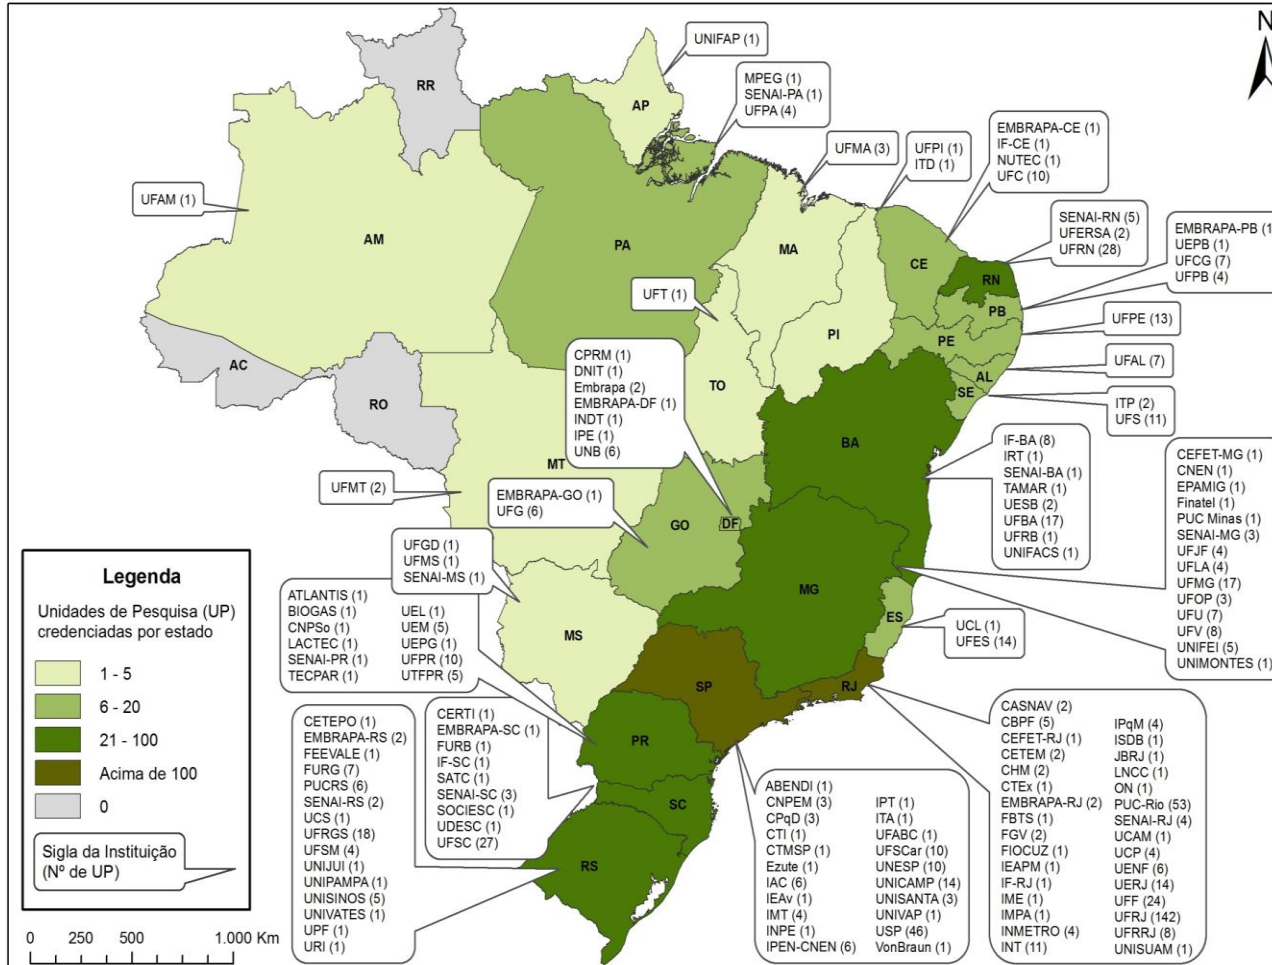 N
UNIFAP (1)
MPEG (1)
SENAI-PA (1)
UFPA (4)
UFMA (3)
UFPI (1)
ITD (1)
EMBRAPA-CE (1)
IF-CE (1)
NUTEC (1)
UFC (10)
SENAI-RN (5)
UFERSA (2)
UFRN (28)
EMBRAPA-PB (1
UEPB (1)
UFCG (7)
UFPB (4)
UFPE (13)
UFAL (7)
ITP (2)
UFS (11)
UFAM (1)
UFT (1)
CPRM (1)
DNIT (1)
Embrapa (2)
EMBRAPA-DF (1)
INDT (1)
IPE (1)
UNB (6)
UFMT (2)
EMBRAPA-GO (1)
UFG (6)
UFGD (1)
UFMS (1)
SENAI-MS (1)
IF-BA (8)
IRT (1)
SENAI-BA (1)
TAMAR (1)
UESB (2)
UFBA (17)
UFRB (1)
UNIFACS (1)
CEFET-MG (1)
CNEN (1)
EPAMIG (1)
Finatel (1)
PUC Minas (1)
SENAI-MG (3)
UFJF (4)
UFLA (4)
UFMG (17)
UFOP (3)
UFU (7)
UFV (8)
UNIFEI (5)
UNIMONTES (1)
UCL (1)
UFES (14)
RR
AP
AM
PA
MA
CE
RN
PB
PE
AL
SE
PI
TO
AC
RO
MT
BA
GO
DF
MG
ES
MS
SP
RJ
PR
SC
RS
ATLANTIS (1)
BIOGAS (1)
CNPSo (1)
LACTEC (1)
SENAI-PR (1)
TECPAR (1)
UEL (1)
UEM (5)
UEPG (1)
UFPR (10)
UTFPR (5)
CETEPO (1)
EMBRAPA-RS (2)
FEEVALE (1)
FURG (7)
PUCRS (6)
SENAI-RS (2)
UCS (1)
UFRGS (18)
UFSM (4)
UNIJUI (1)
UNIPAMPA (1)
UNISINOS (5)
UNIVATES (1)
UPF (1)
URI (1)
CERTI (1)
EMBRAPA-SC (1)
FURB (1)
IF-SC (1)
SATC (1)
SENAI-SC (3)
SOCIESC (1)
UDESC (1)
UFSC (27)
ABENDI (1)
CNPEM (3)
CPqD (3)
CTI (1)
CTMSP (1)
Ezute (1)
IAC (6)
IEAv (1)
IMT (4)
INPE (1)
IPEN-CNEN (6)
IPT (1)
ITA (1)
UFABC (1)
UFSCar (10)
UNESP (10)
UNICAMP (14)
UNISANTA (3)
UNIVAP (1)
USP (46)
VonBraun (1)
CASNAV (2)
CBPF (5)
CEFET-RJ (1)
CETEM (2)
CHM (2)
CTEx (1)
EMBRAPA-RJ (2)
FBTS (1)
FGV (2)
FIOCUZ (1)
IEAPM (1)
IF-RJ (1)
IME (1)
IMPA (1)
INMETRO (4)
INT (11)
IPqM (4)
ISDB (1)
JBRJ (1)
LNCC (1)
ON (1)
PUC-Rio (53)
SENAI-RJ (4)
UCAM (1)
UCP (4)
UENF (6)
UERJ (14)
UFF (24)
UFRJ (142)
UFRRJ (8)
UNISUAM (1)
Legenda
Unidades de Pesquisa (UP)
credenciadas por estado
1 - 5
6 - 20
21 - 100
Acima de 100
0
Sigla da Instituição
(Nº de UP)
0 250 500 1.000 Km